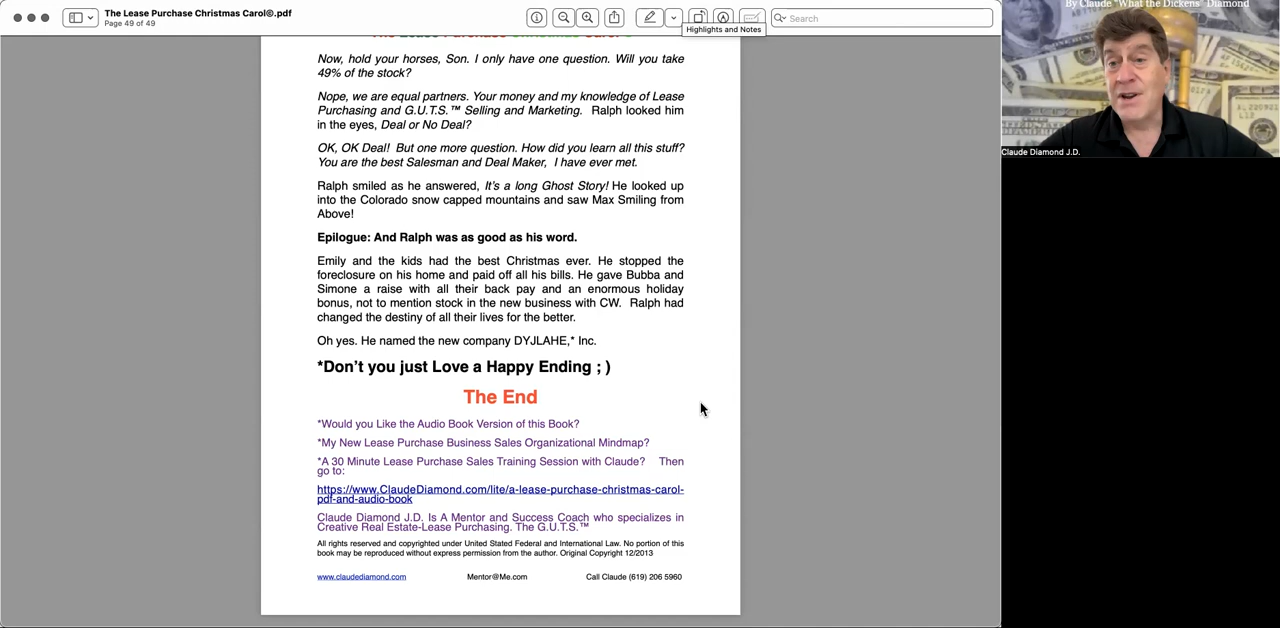 The Lease Purchase Christmas Carol©.pdf
Page 49 of 49
Search
Highlights and Notes
By Claude "What the Dickens" Diamond
The Lease Purchase Christmas Carol©
Now, hold your horses, Son. I only have one question. Will you take
49% of the stock?
Nope, we are equal partners. Your money and my knowledge of Lease
Purchasing and G.U.T.S.™ Selling and Marketing. Ralph looked him
in the eyes, Deal or No Deal?
OK, OK Deal! But one more question. How did you learn all this stuff?
You are the best Salesman and Deal Maker, I have ever met.
Ralph smiled as he answered, It's a long Ghost Story! He looked up
into the Colorado snow capped mountains and saw Max Smiling from
Above!
Epilogue: And Ralph was as good as his word.
Emily and the kids had the best Christmas ever. He stopped the
foreclosure on his home and paid off all his bills. He gave Bubba and
Simone a raise with all their back pay and an enormous holiday
bonus, not to mention stock in the new business with CW. Ralph had
changed the destiny of all their lives for the better.
Oh yes. He named the new company DYJLAHE,* Inc.
*Don't you just Love a Happy Ending ; )
The End
*Would you Like the Audio Book Version of this Book?
*My New Lease Purchase Business Sales Organizational Mindmap?
*A 30 Minute Lease Purchase Sales Training Session with Claude? Then
go to:
https://www.ClaudeDiamond.com/lite/a-lease-purchase-christmas-carol-
pdf-and-audio-book
Claude Diamond J.D. Is A Mentor and Success Coach who specializes in
Creative Real Estate-Lease Purchasing. The G.U.T.S.™
All rights reserved and copyrighted under United Stated Federal and International Law. No portion of this
book may be reproduced without express permission from the author. Original Copyright 12/2013
www.claudediamond.com Mentor@Me.com Call Claude (619) 206 5960
Claude Diamond J.D.